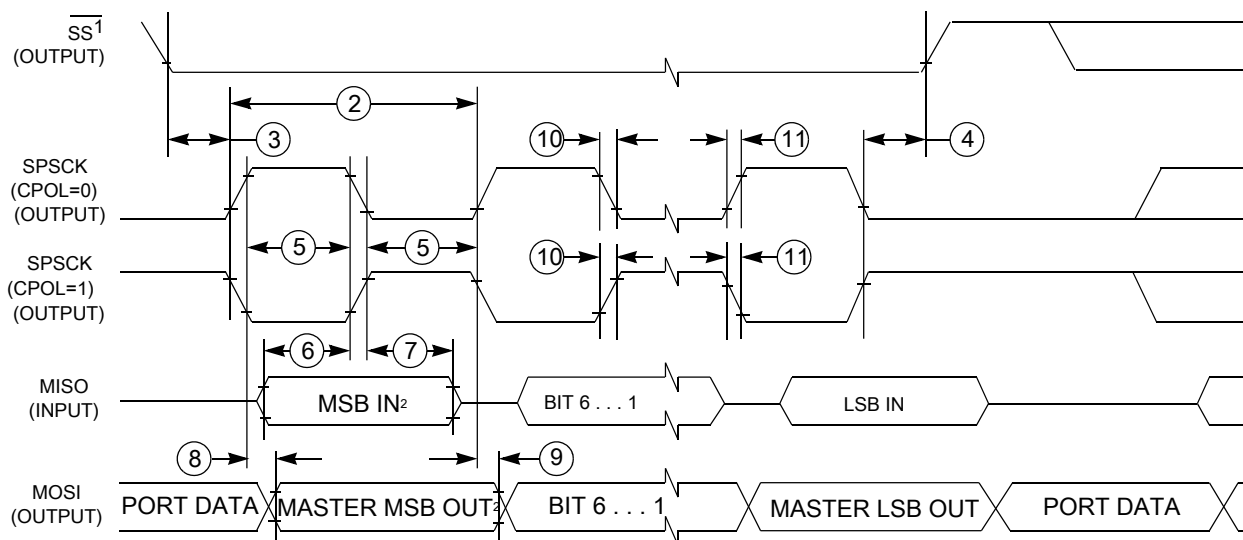 SS1
(OUTPUT)
2
3
10
11
4
SPSCK
(CPOL=0)
(OUTPUT)
5
5
SPSCK
(CPOL=1)
(OUTPUT)
10
11
6
7
MISO
(INPUT)
MSB IN2
BIT 6 . . . 1
LSB IN
8
9
MOSI
(OUTPUT)
PORT DATA
MASTER MSB OUT2
BIT 6 . . . 1
MASTER LSB OUT
PORT DATA